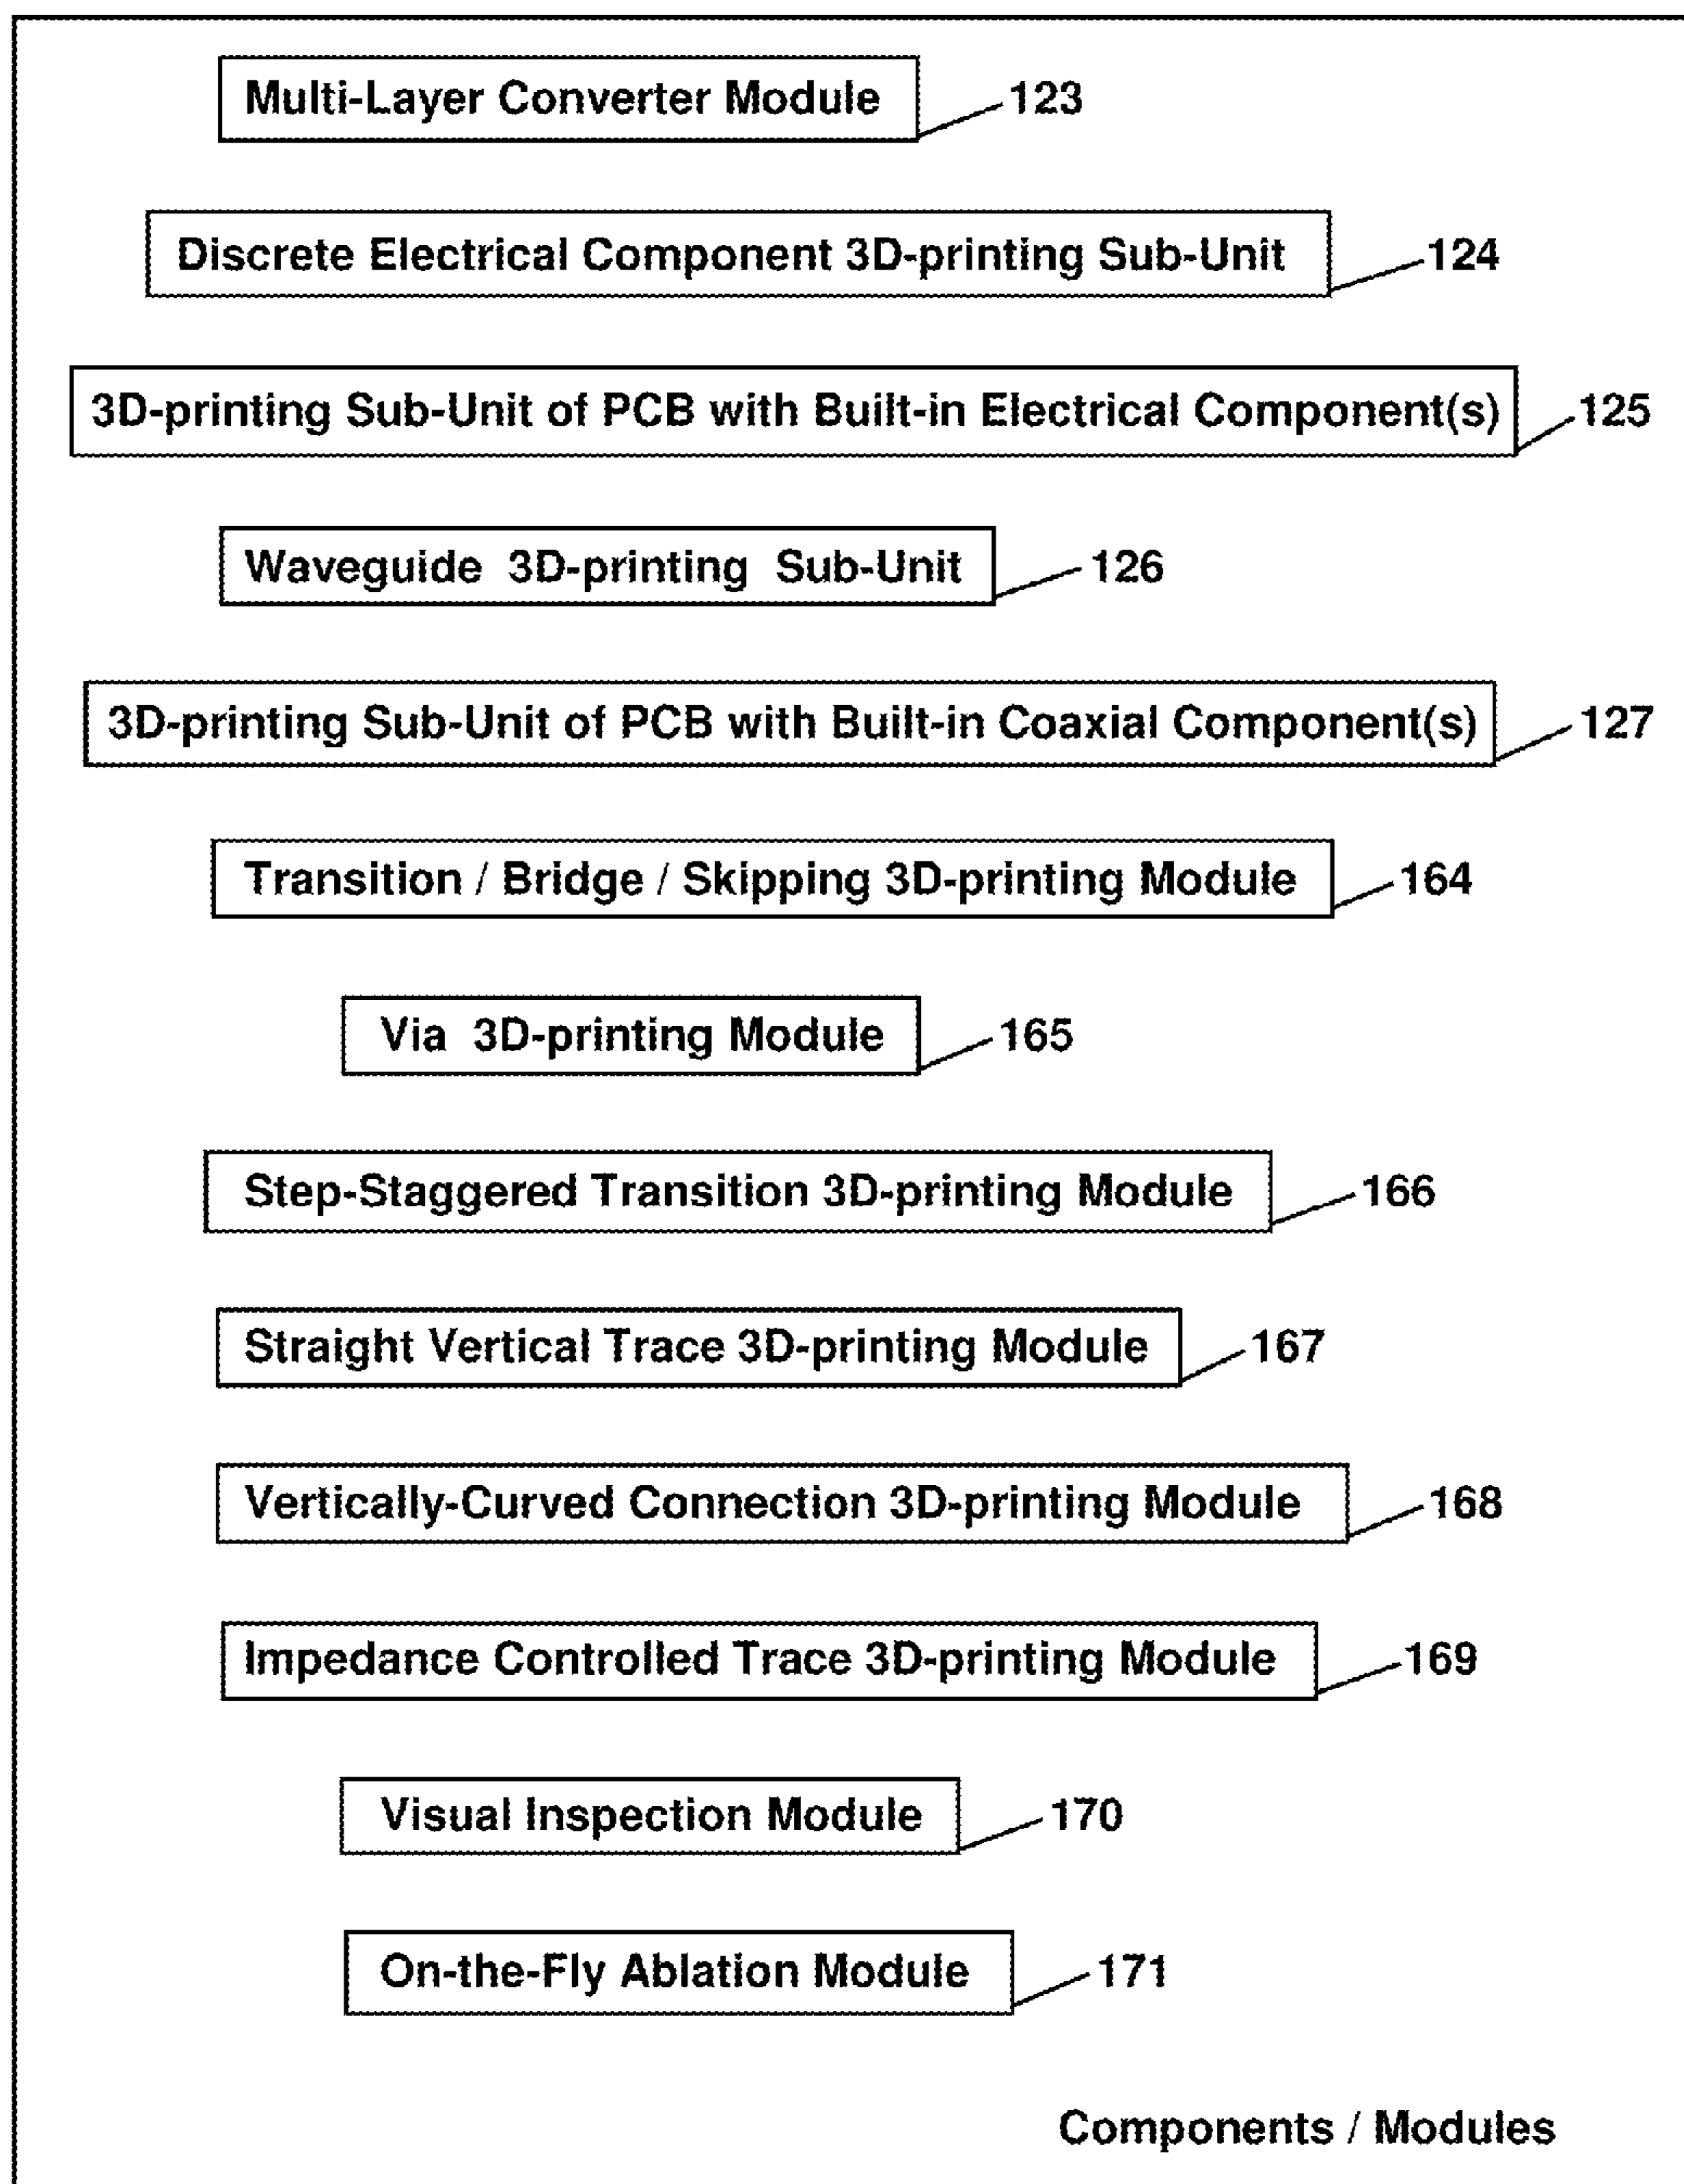 Multi-Layer Converter Module 123
Discrete Electrical Component 3D-printing Sub-Unit 124
3D-printing Sub-Unit of PCB with Built-in Electrical Component(s) 125
Waveguide 3D-printing Sub-Unit 126
3D-printing Sub-Unit of PCB with Built-in Coaxial Component(s) 127
Transition / Bridge / Skipping 3D-printing Module 164
Via 3D-printing Module 165
Step-Staggered Transition 3D-printing Module 166
Straight Vertical Trace 3D-printing Module 167
Vertically-Curved Connection 3D-printing Module 168
Impedance Controlled Trace 3D-printing Module 169
Visual Inspection Module 170
On-the-Fly Ablation Module 171
Components / Modules